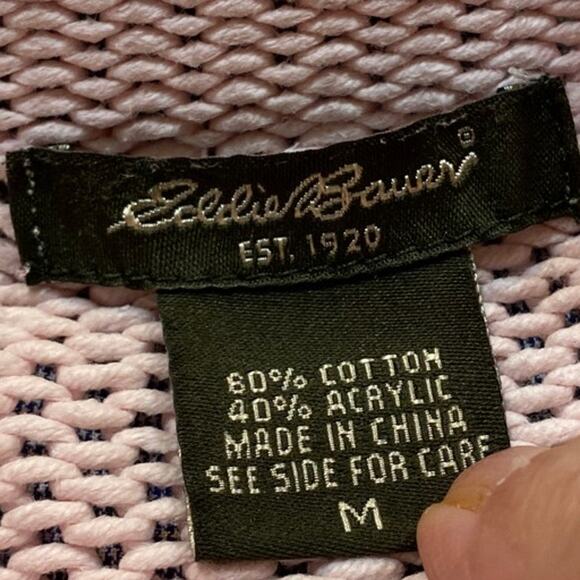 Eddie Bauer®
EST. 1920
60% COTTON
40% ACRYLIC
MADE IN CHINA
SEE SIDE FOR CARE
M